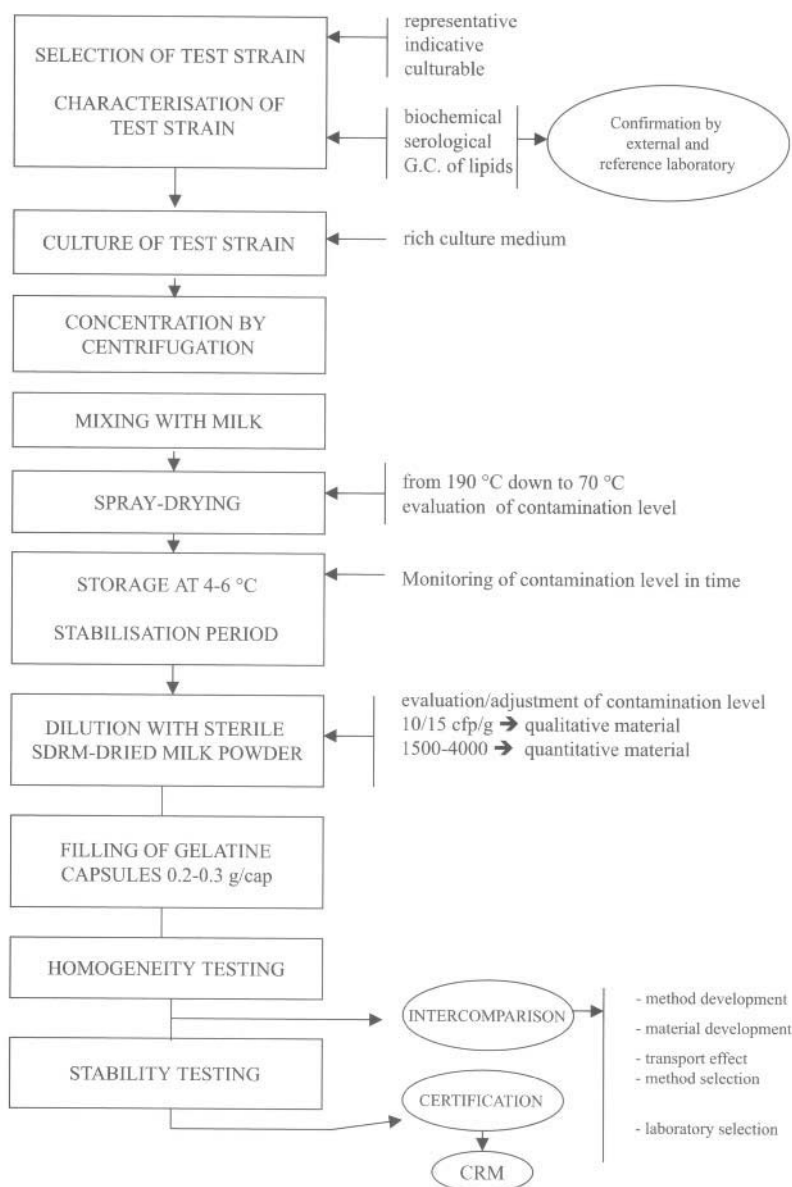 representative
indicative
culturable
SELECTION OF TEST STRAIN
CHARACTERISATION OF
TEST STRAIN
biochemical
serological
G.C. of lipids
Confirmation by
external and
reference laboratory
CULTURE OF TEST STRAIN
rich culture medium
CONCENTRATION BY
CENTRIFUGATION
MIXING WITH MILK
SPRAY-DRYING
from 190 °C down to 70 °C
evaluation of contamination level
STORAGE AT 4-6 °C
STABILISATION PERIOD
Monitoring of contamination level in time
DILUTION WITH STERILE
SDRM-DRIED MILK POWDER
evaluation/adjustment of contamination level
10/15 cfp/g ➔ qualitative material
1500-4000 ➔ quantitative material
FILLING OF GELATINE
CAPSULES 0.2-0.3 g/cap
HOMOGENEITY TESTING
INTERCOMPARISON
- method development
- material development
- transport effect
- method selection
- laboratory selection
STABILITY TESTING
CERTIFICATION
CRM